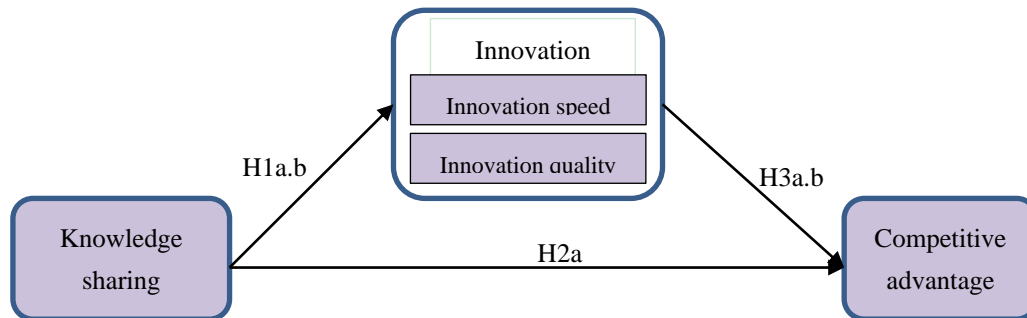 Innovation
Innovation speed
Innovation quality
H1a.b
H3a.b
Knowledge
sharing
H2a
Competitive
advantage